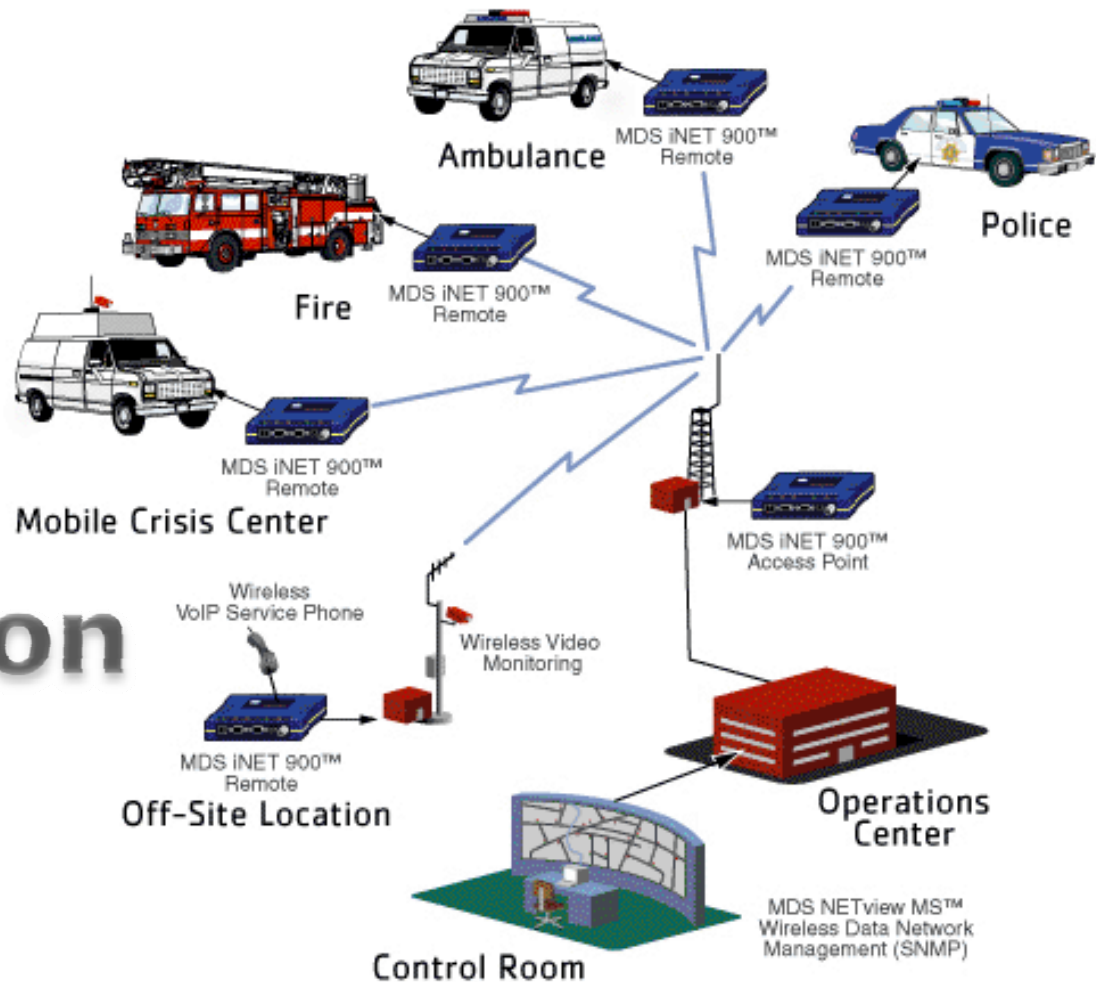 MDS iNET 900™
Remote
Ambulance
MDS iNET 900™
Remote
Police
MDS iNET 900™
Remote
Fire
MDS iNET 900™
Remote
Mobile Crisis Center
MDS iNET 900™
Access Point
Wireless
VoIP Service Phone
on
Wireless Video
Monitoring
MDS iNET 900™
Remote
Off-Site Location
Operations
Center
MDS NETview MS™
Wireless Data Network
Management (SNMP)
Control Room